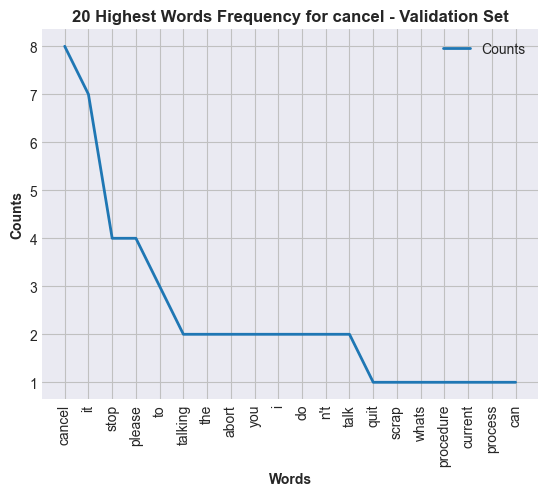 20 Highest Words Frequency for cancel - Validation Set
Counts
Counts
8
7
6
5
4
3
2
1
cancel
it
stop
please
to
talking
the
abort
you
i
do
n't
talk
quit
scrap
whats
procedure
current
process
can
Words